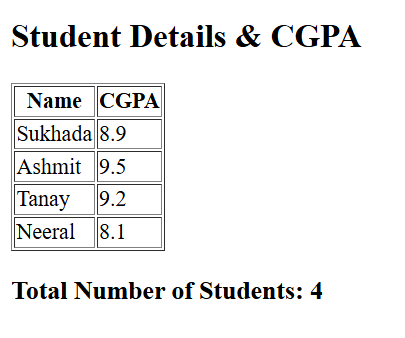 Student Details & CGPA
Name CGPA
Sukhada 8.9
Ashmit 9.5
Tanay 9.2
Neeral 8.1
Total Number of Students: 4